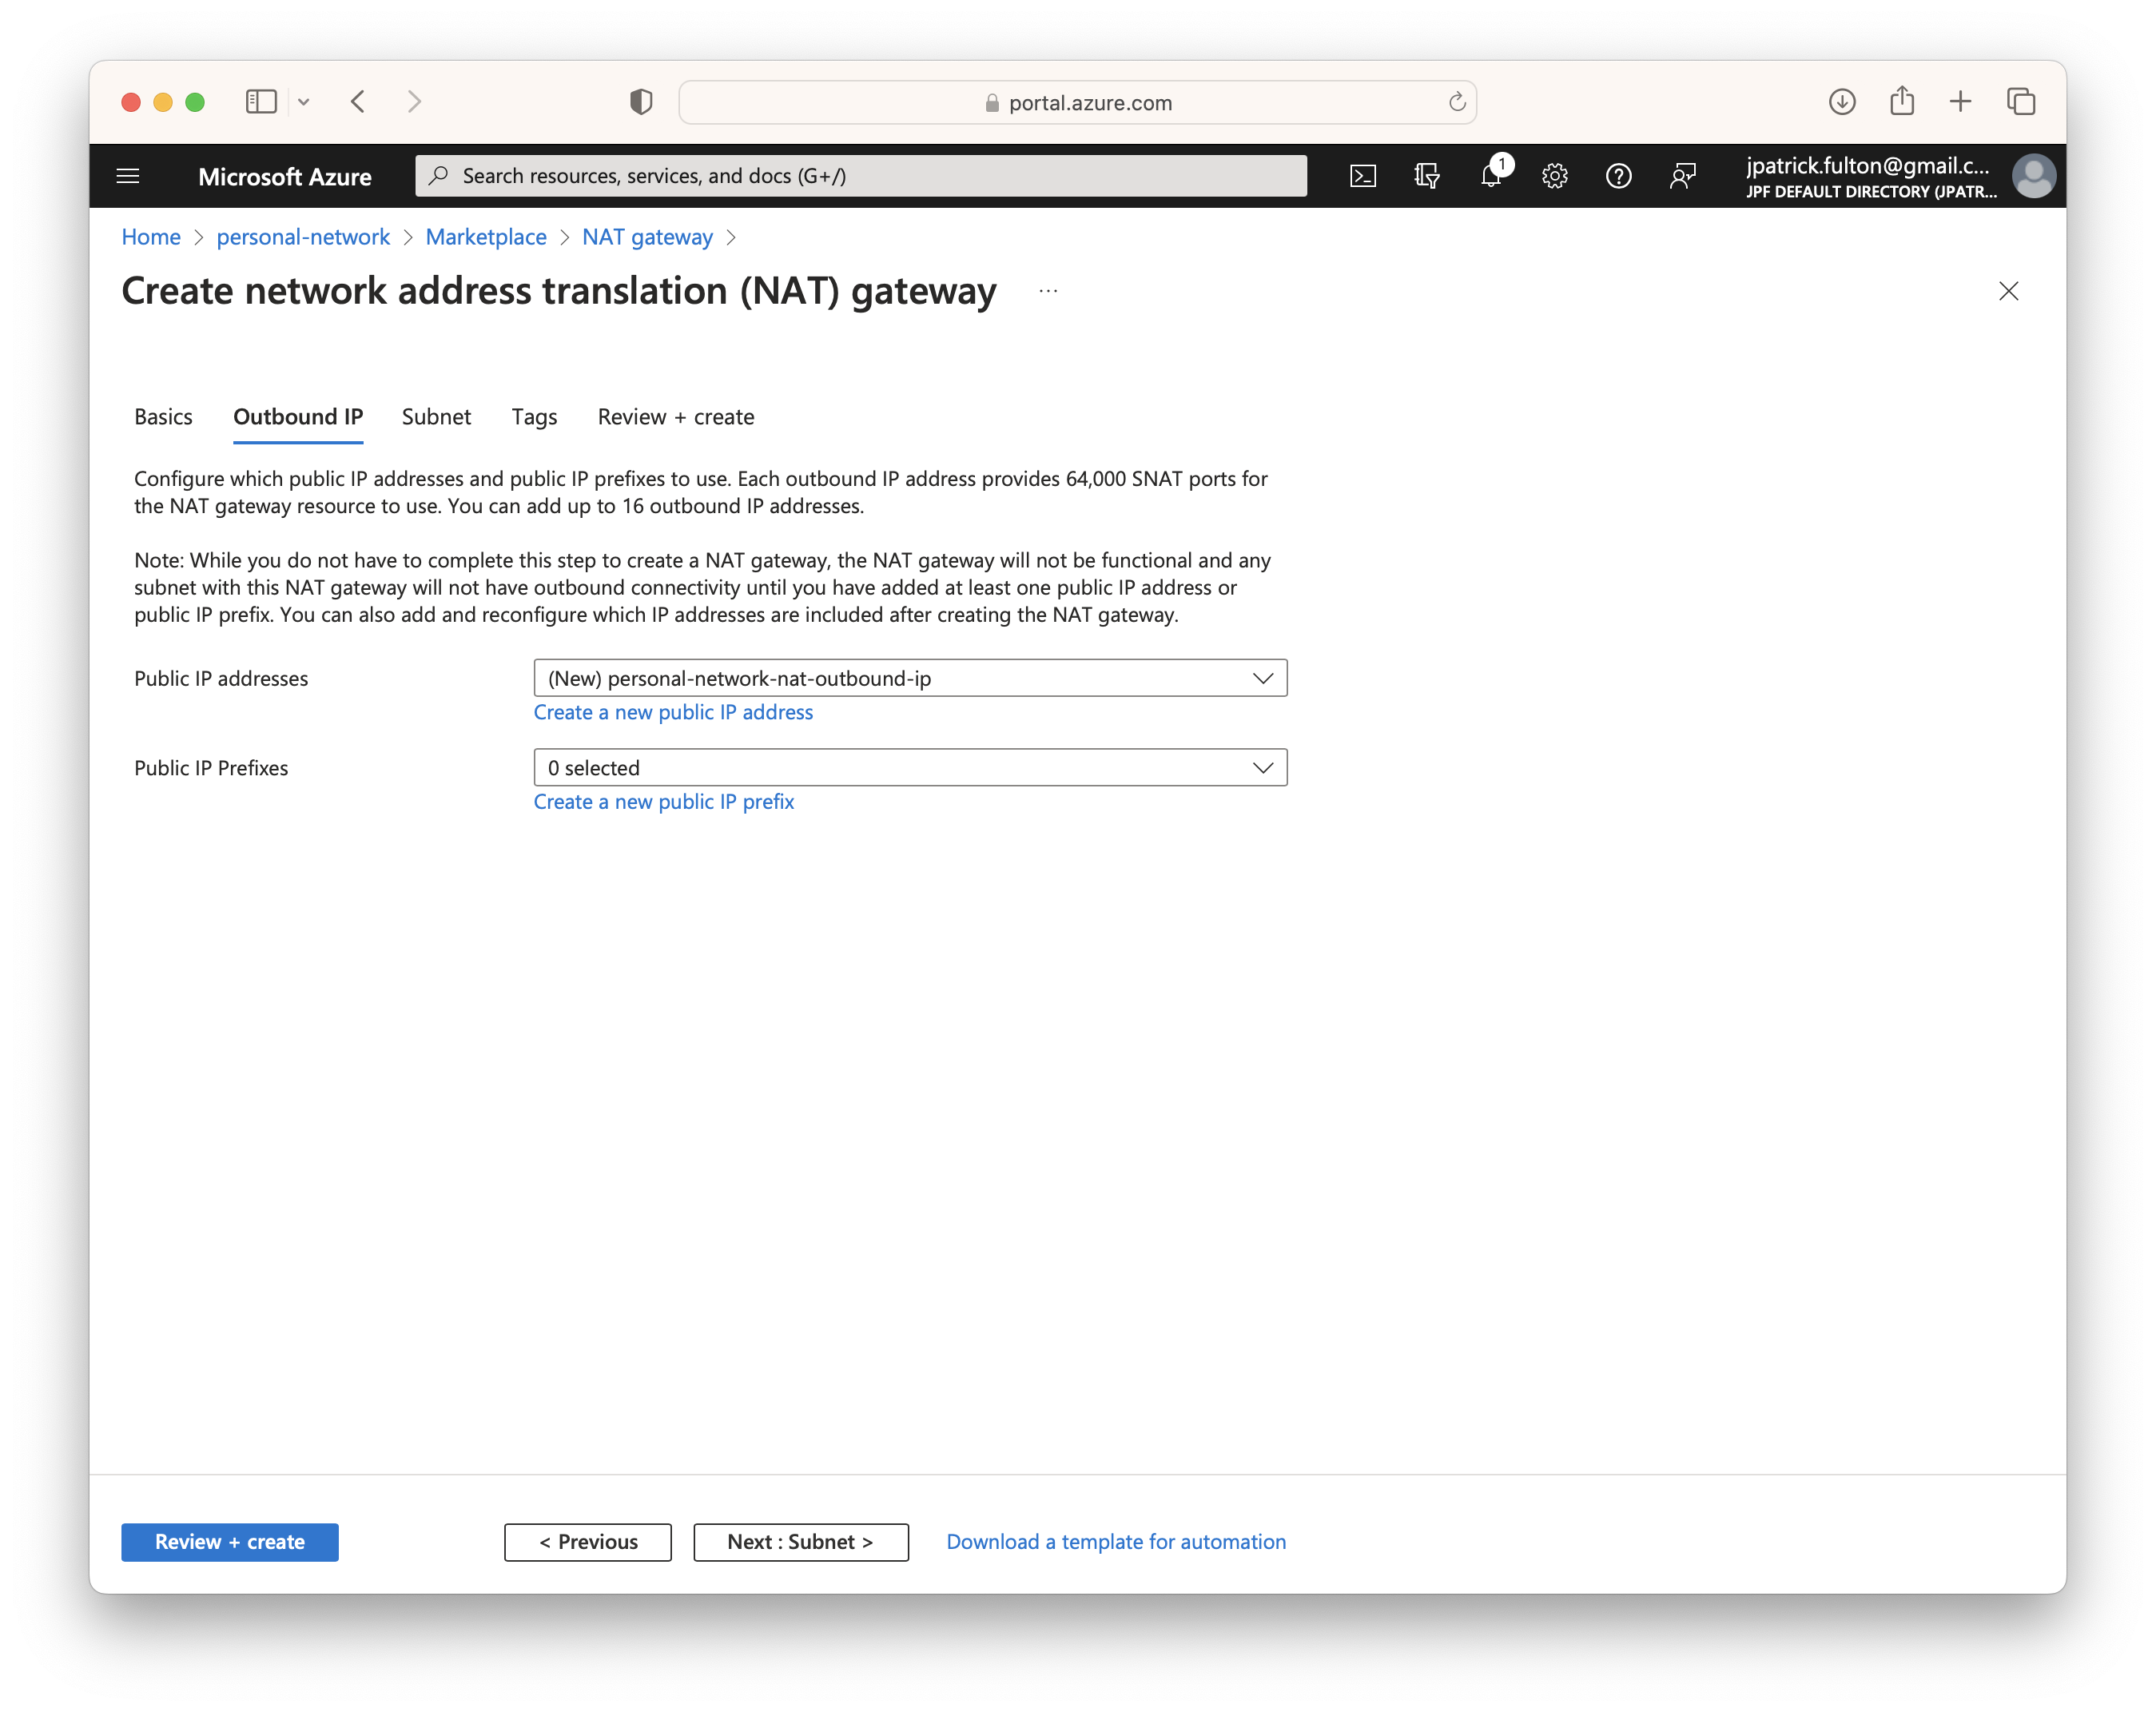 portal.azure.com
Microsoft Azure
Search resources, services, and docs (G+/)
1
jpatrick.fulton@gmail.c...
JPF DEFAULT DIRECTORY (JPATR...
Home > personal-network > Marketplace > NAT gateway >
Create network address translation (NAT) gateway ...
Basics Outbound IP Subnet Tags Review + create
Configure which public IP addresses and public IP prefixes to use. Each outbound IP address provides 64,000 SNAT ports for
the NAT gateway resource to use. You can add up to 16 outbound IP addresses.
Note: While you do not have to complete this step to create a NAT gateway, the NAT gateway will not be functional and any
subnet with this NAT gateway will not have outbound connectivity until you have added at least one public IP address or
public IP prefix. You can also add and reconfigure which IP addresses are included after creating the NAT gateway.
Public IP addresses (New) personal-network-nat-outbound-ip
Create a new public IP address
Public IP Prefixes 0 selected
Create a new public IP prefix
Review + create < Previous Next : Subnet > Download a template for automation